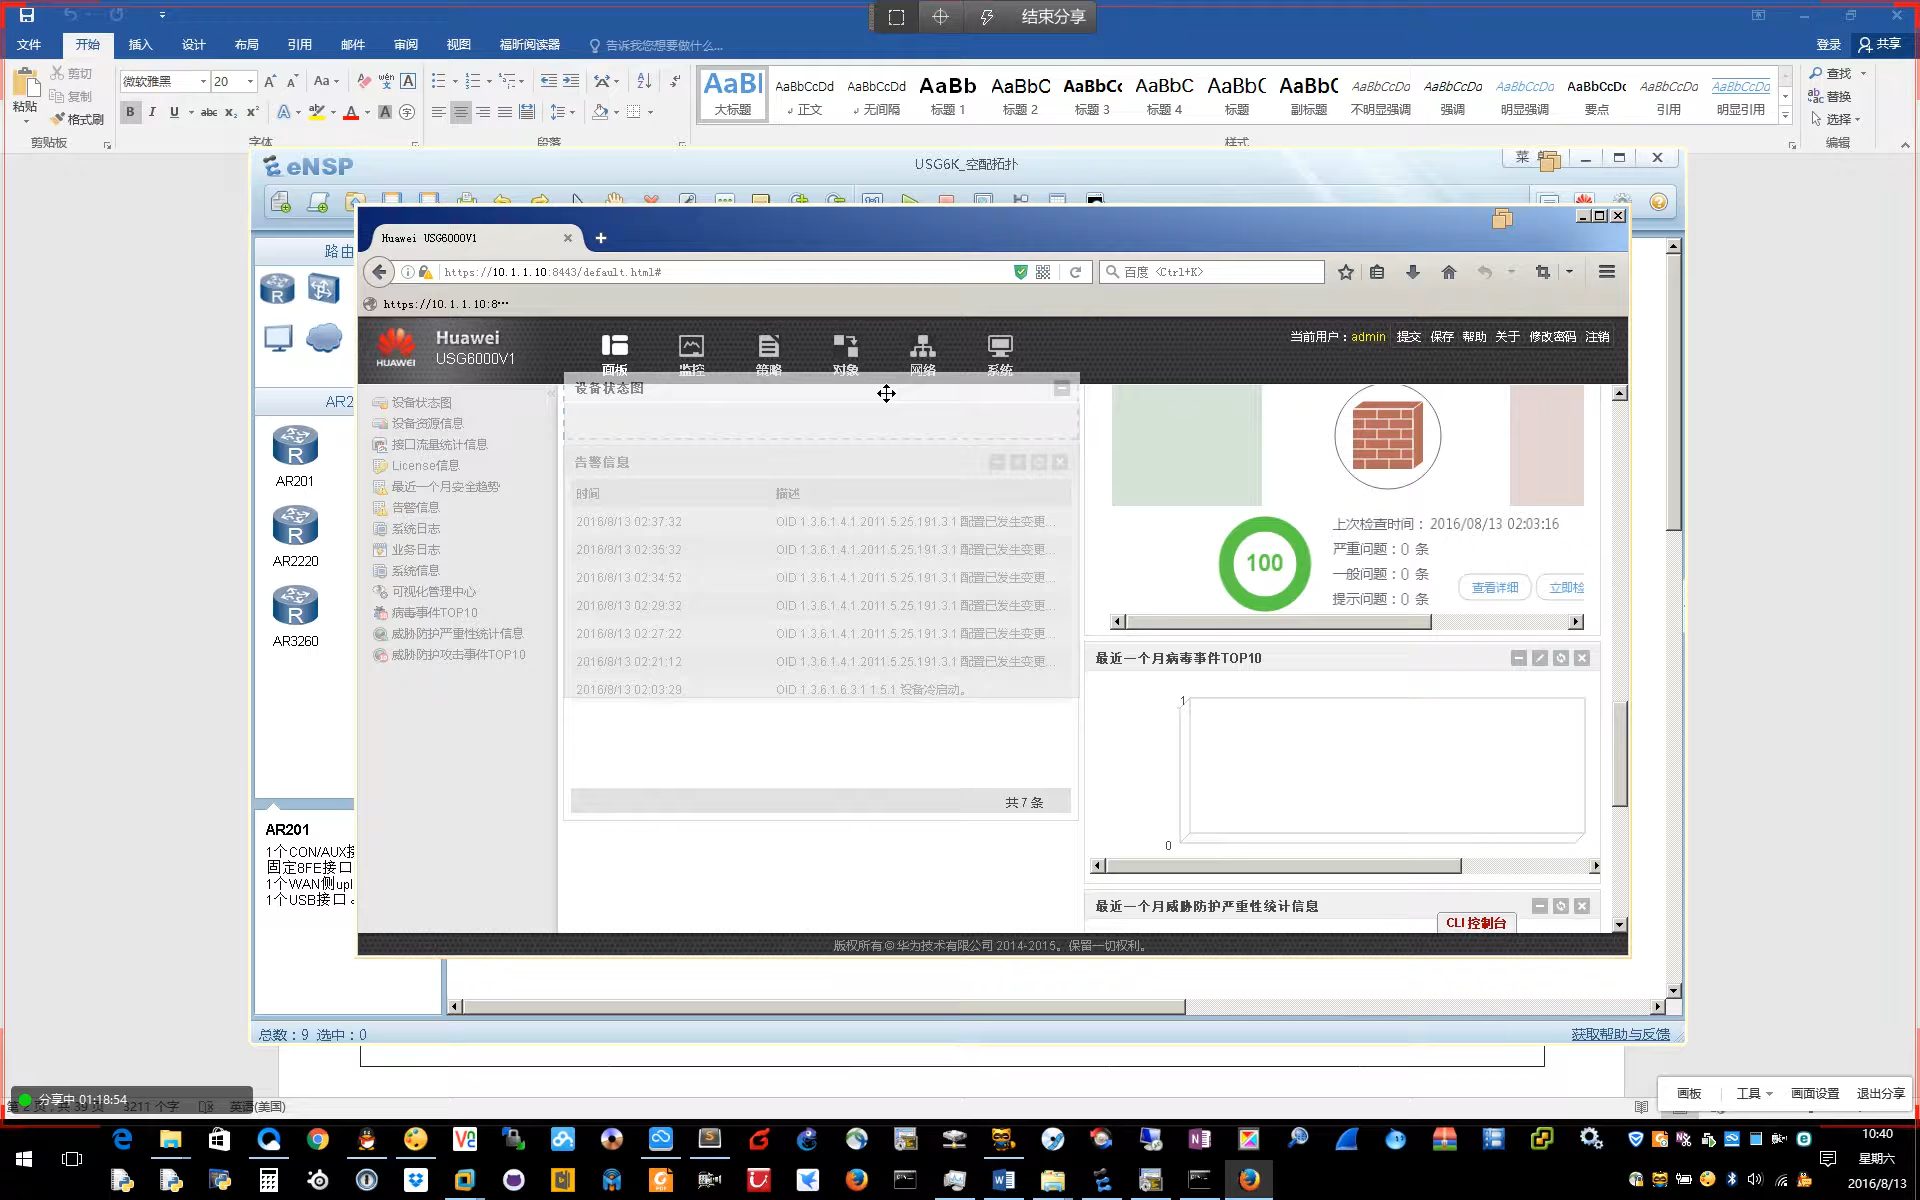 结束分享
文件 开始 插入 设计 布局 引用 邮件 审阅 视图 福昕阅读器 告诉我您想要做什么... 登录 共享
粘贴 剪切 复制 格式刷
微软雅黑 20
剪贴板 字体 段落 样式 编辑
AaBl AaBbCcDd AaBbCcDd AaBb AaBbC AaBbCc AaBbC AaBb( AaBbC AaBbCcDd AaBbCcDd AaBbCcDd AaBbCcDc AaBbCcDd AaBbCcDd
大标题 正文 无间隔 标题 1 标题 2 标题 3 标题 4 标题 副标题 不明显强调 强调 明显强调 要点 引用 明显引用
查找
替换
选择
eNSP
USG6K_空配拓扑
菜
Huawei USG6000V1
https://10.1.1.10:8443/default.html#
百度 <Ctrl+K>
https://10.1.1.10:8…
HUAWEI
Huawei
USG6000V1
面板 监控 策略 对象 网络 系统
当前用户：admin 提交 保存 帮助 关于 修改密码 注销
路由
AR2
AR201
AR2220
AR3260
设备状态图
设备资源信息
接口流量统计信息
License信息
最近一个月安全趋势
告警信息
系统日志
业务日志
系统信息
可视化管理中心
病毒事件TOP10
威胁防护严重性统计信息
威胁防护攻击事件TOP10
设备状态图
告警信息
时间 描述
2016/8/13 02:37:32 OID 1.3.6.1.4.1.2011.5.25.191.3.1 配置已发生变更...
2016/8/13 02:35:32 OID 1.3.6.1.4.1.2011.5.25.191.3.1 配置已发生变更...
2016/8/13 02:34:52 OID 1.3.6.1.4.1.2011.5.25.191.3.1 配置已发生变更...
2016/8/13 02:29:32 OID 1.3.6.1.4.1.2011.5.25.191.3.1 配置已发生变更...
2016/8/13 02:27:22 OID 1.3.6.1.4.1.2011.5.25.191.3.1 配置已发生变更...
2016/8/13 02:21:12 OID 1.3.6.1.4.1.2011.5.25.191.3.1 配置已发生变更...
2016/8/13 02:03:29 OID 1.3.6.1.6.3.1.1.5.1 设备冷启动。
共 7 条
100
上次检查时间： 2016/08/13 02:03:16
严重问题：0 条
一般问题：0 条
提示问题：0 条
查看详细 立即检
最近一个月病毒事件TOP10
1
0
最近一个月威胁防护严重性统计信息
CLI 控制台
版权所有 © 华为技术有限公司 2014-2015。保留一切权利。
AR201
1个CON/AUX接
固定8FE接口
1个WAN侧upl
1个USB接口
总数：9 选中：0
获取帮助与反馈
分享中 01:18:54
3211 个字 英语(美国)
画板 工具 画面设置 退出分享
10:40
星期六
2016/8/13